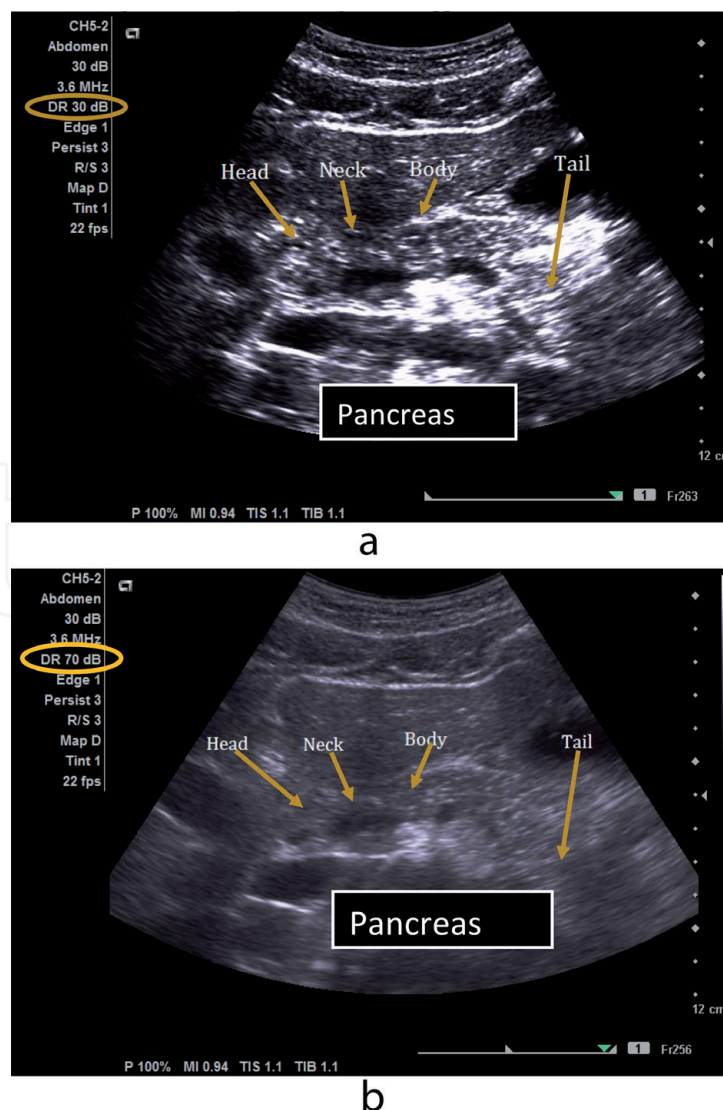 CH5-2
Abdomen
30 dB
3.6 MHz
DR 30 dB
Edge 1
Persist 3
R/S 3
Map D
Tint 1
22 fps
Head
Neck
Body
Tail
Pancreas
12 cm
1 Fr263
P 100% MI 0.94 TIS 1.1 TIB 1.1
a
CH5-2
Abdomen
30 dB
3.6 MHz
DR 70 dB
Edge 1
Persist 3
R/S 3
Map D
Tint 1
22 fps
Head
Neck
Body
Tail
Pancreas
12 cm
1 Fr256
P 100% MI 0.94 TIS 1.1 TIB 1.1
b